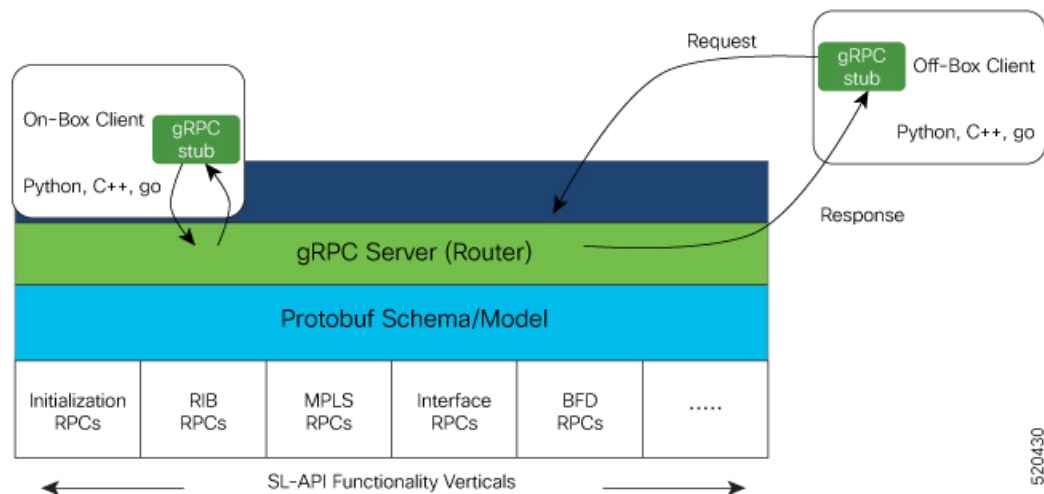 Request
gRPC
stub
Off-Box Client
Python, C++, go
On-Box Client
gRPC
stub
Python, C++, go
Response
gRPC Server (Router)
Protobuf Schema/Model
Initialization
RPCs
RIB
RPCs
MPLS
RPCs
Interface
RPCs
BFD
RPCs
.....
SL-API Functionality Verticals
520430